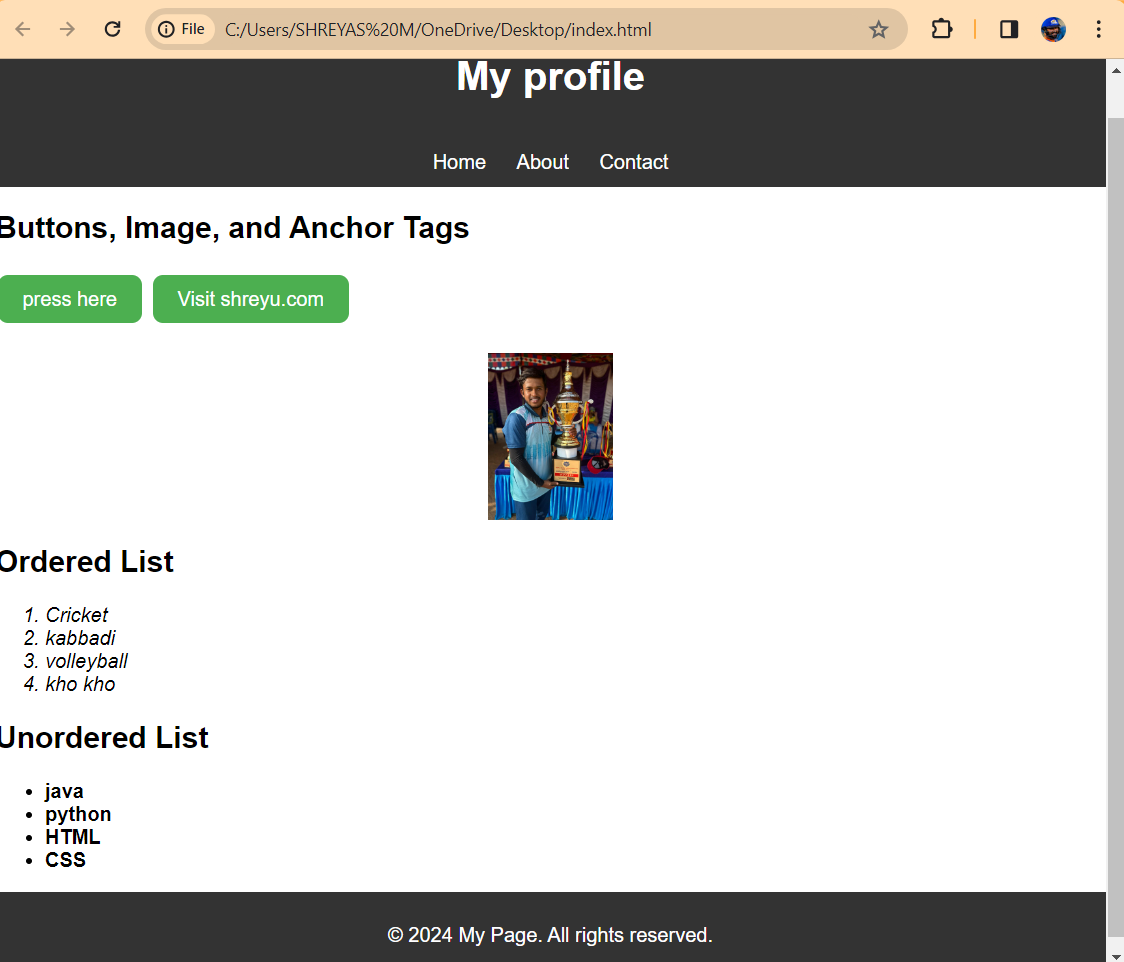 File C:/Users/SHREYAS%20M/OneDrive/Desktop/index.html
My profile
Home About Contact
Buttons, Image, and Anchor Tags
press here Visit shreyu.com
Ordered List
1. Cricket
2. kabbadi
3. volleyball
4. kho kho
Unordered List
• java
• python
• HTML
• CSS
© 2024 My Page. All rights reserved.